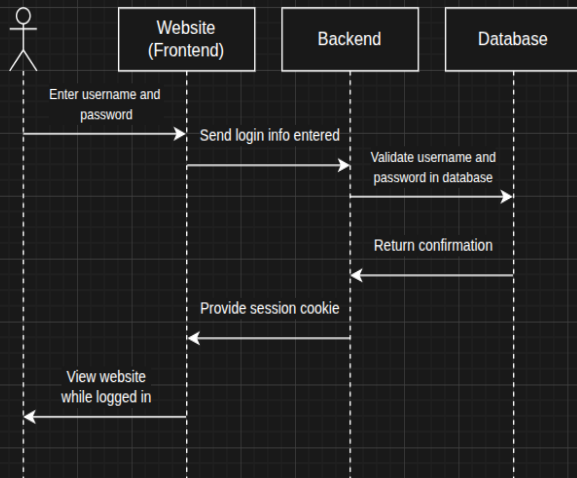 Website
(Frontend)
Backend
Database
Enter username and
password
Send login info entered
Validate username and
password in database
Return confirmation
Provide session cookie
View website
while logged in